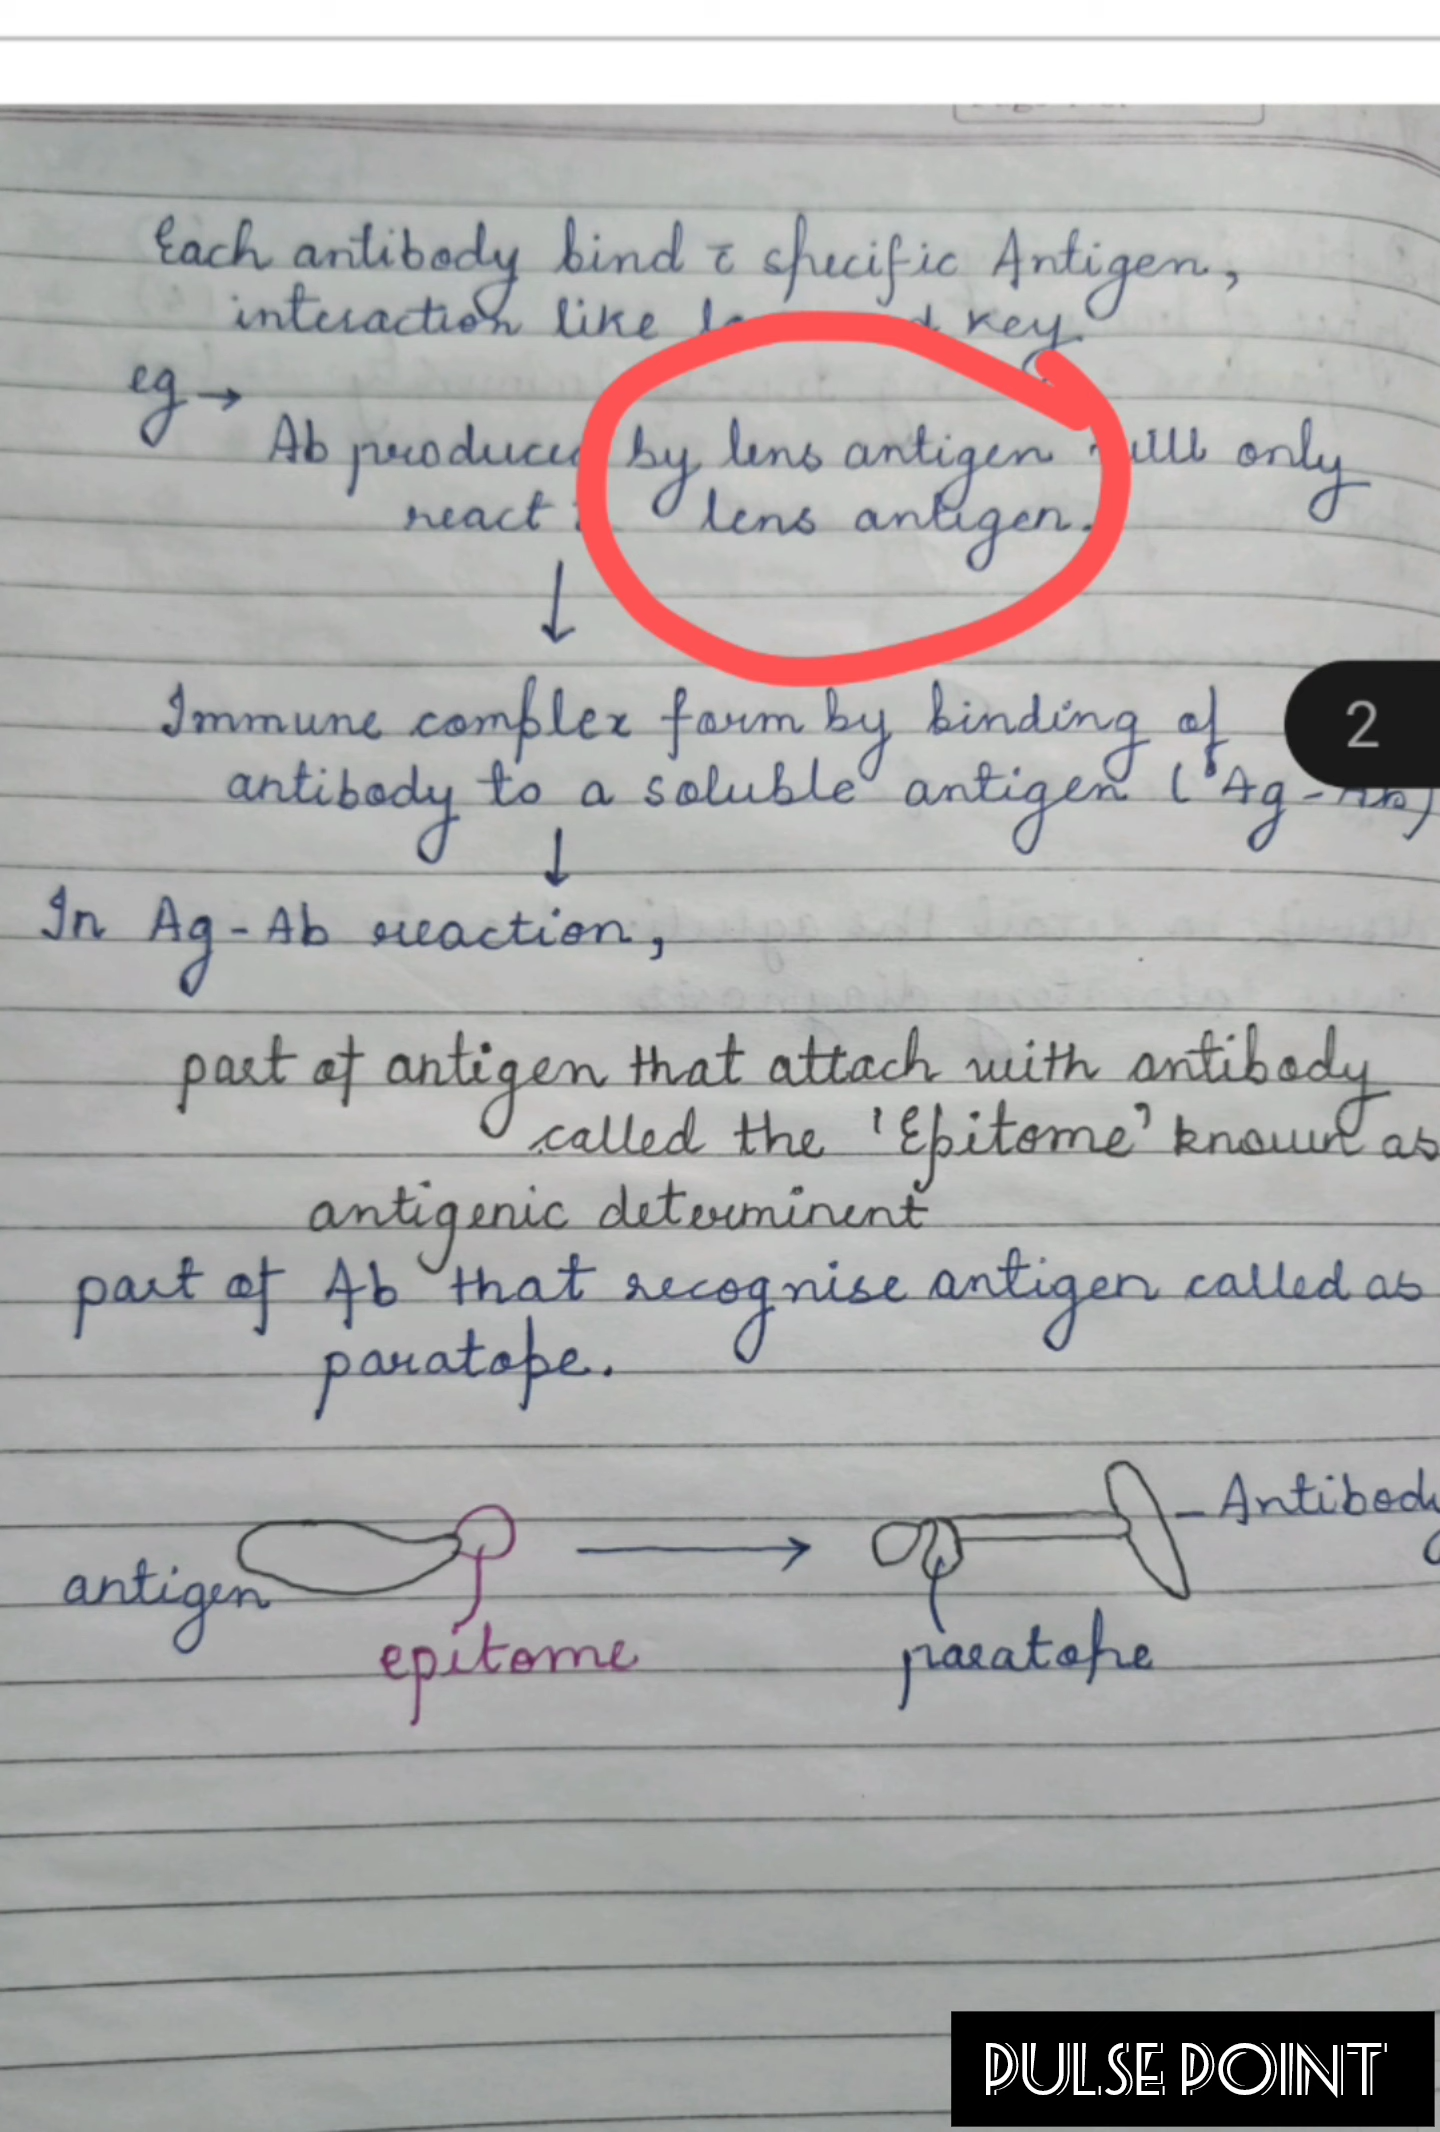 Each antibody bind c̄ specific Antigen,
interaction like key.
eg →
Ab produced by lens antigen will only
react lens antigen.
↓
Immune complex form by binding of
antibody to a soluble antigen (Ag-Ab)
↓
In Ag-Ab reaction,
part of antigen that attach with antibody
called the 'Epitome' known as
antigenic determinent
part of Ab that recognise antigen called as
paratope.
antigen
epitome
→
paratope
Antibody
2
PULSE POINT